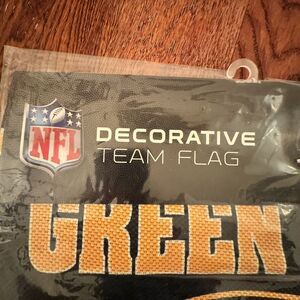 NFL
DECORATIVE
TEAM FLAG
GREEN